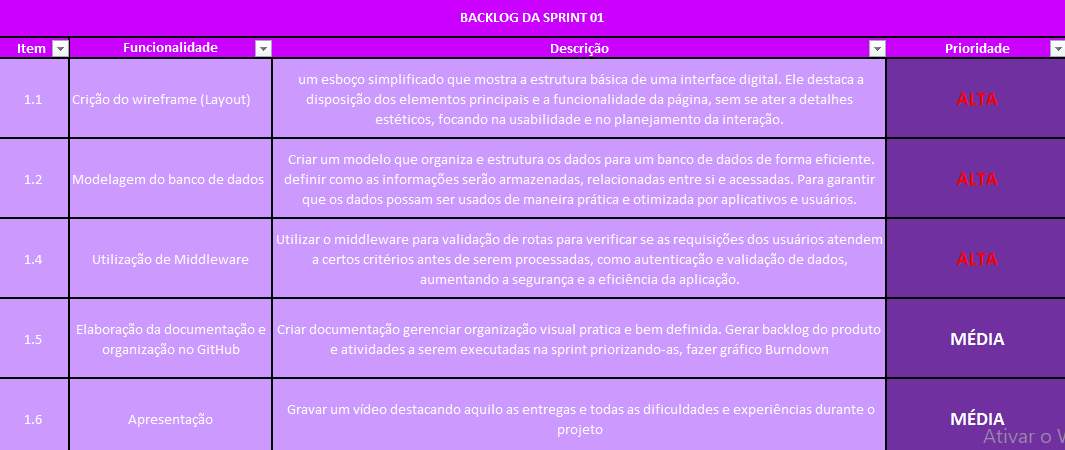 BACKLOG DA SPRINT 01
Item Funcionalidade Descrição Prioridade
1.1
Crição do wireframe (Layout)
um esboço simplificado que mostra a estrutura básica de uma interface digital. Ele destaca a
disposição dos elementos principais e a funcionalidade da página, sem se ater a detalhes
estéticos, focando na usabilidade e no planejamento da interação.
ALTA
1.2
Modelagem do banco de dados
Criar um modelo que organiza e estrutura os dados para um banco de dados de forma eficiente.
definir como as informações serão armazenadas, relacionadas entre si e acessadas. Para garantir
que os dados possam ser usados de maneira prática e otimizada por aplicativos e usuários.
ALTA
1.4
Utilização de Middleware
Utilizar o middleware para validação de rotas para verificar se as requisições dos usuários atendem
a certos critérios antes de serem processadas, como autenticação e validação de dados,
aumentando a segurança e a eficiência da aplicação.
ALTA
1.5
Elaboração da documentação e
organização no GitHub
Criar documentação gerenciar organização visual pratica e bem definida. Gerar backlog do produto
e atividades a serem executadas na sprint priorizando-as, fazer gráfico Burndown
MÉDIA
1.6
Apresentação
Gravar um vídeo destacando aquilo as entregas e todas as dificuldades e experiências durante o
projeto
MÉDIA
Ativar o W